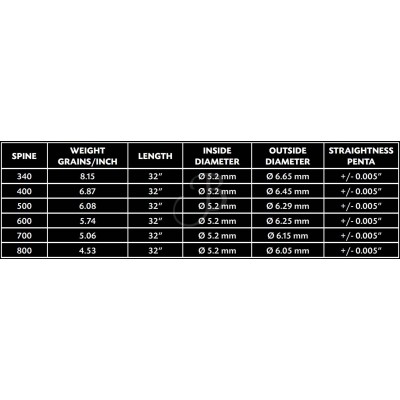 SPINE WEIGHT GRAINS/INCH LENGTH INSIDE DIAMETER OUTSIDE DIAMETER STRAIGHTNESS PENTA
340 8.15 32" Ø 5.2 mm Ø 6.65 mm +/- 0.005"
400 6.87 32" Ø 5.2 mm Ø 6.45 mm +/- 0.005"
500 6.08 32" Ø 5.2 mm Ø 6.29 mm +/- 0.005"
600 5.74 32" Ø 5.2 mm Ø 6.25 mm +/- 0.005"
700 5.06 32" Ø 5.2 mm Ø 6.15 mm +/- 0.005"
800 4.53 32" Ø 5.2 mm Ø 6.05 mm +/- 0.005"